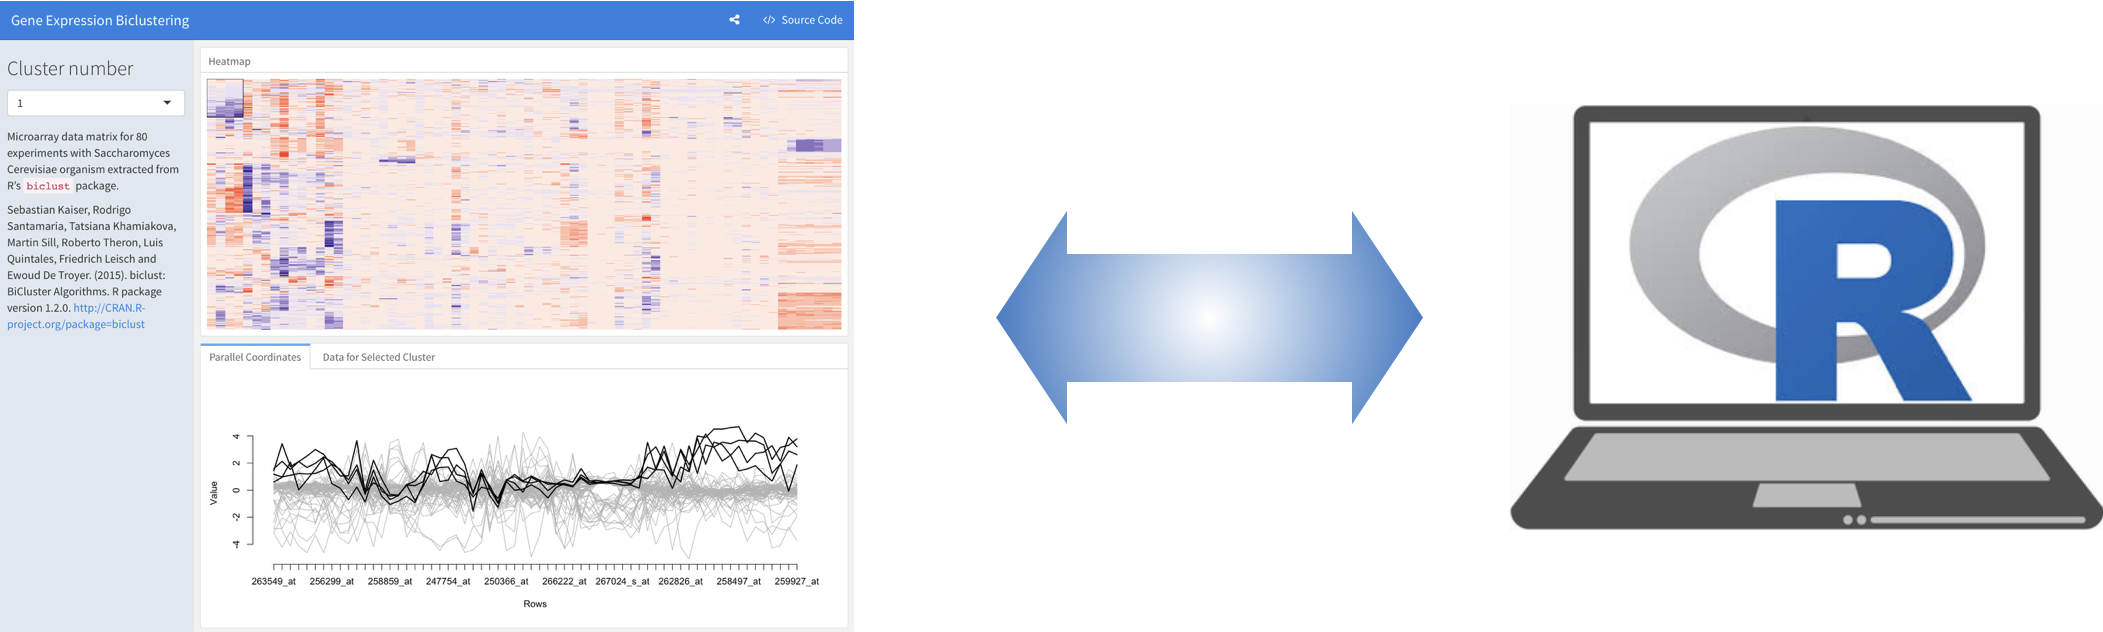 Gene Expression Biclustering
</> Source Code
Cluster number
1
Microarray data matrix for 80
experiments with Saccharomyces
Cerevisiae organism extracted from
R's biclust package.
Sebastian Kaiser, Rodrigo
Santamaria, Tatsiana Khamiakova,
Martin Sill, Roberto Theron, Luis
Quintales, Friedrich Leisch and
Ewoud De Troyer. (2015). biclust:
BiCluster Algorithms. R package
version 1.2.0. http://CRAN.R-
project.org/package=biclust
Heatmap
Parallel Coordinates
Data for Selected Cluster
Value
4
2
0
-2
-4
263549_at 256299_at 258859_at 247754_at 250366_at 266222_at 267024_s_at 262826_at 258497_at 259927_at
Rows
R